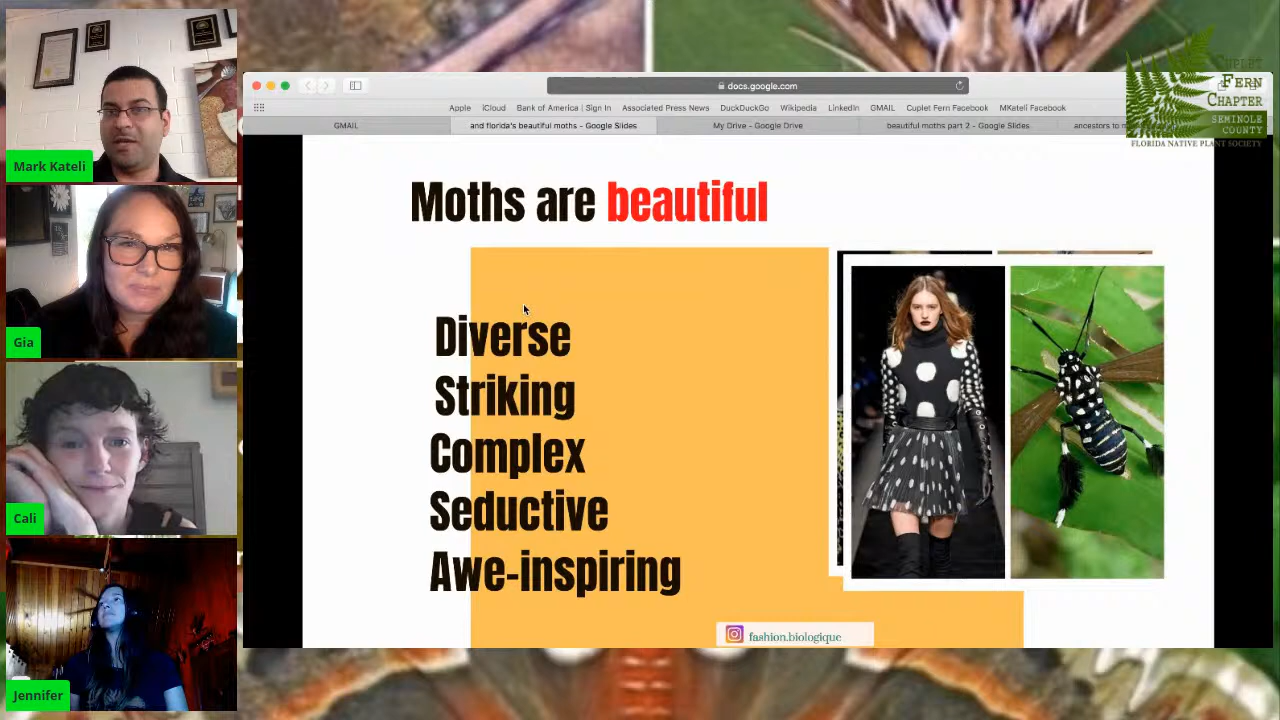 Mark Kateli
Gia
Cali
Jennifer
docs.google.com
Apple iCloud Bank of America | Sign In Associated Press News DuckDuckGo Wikipedia LinkedIn GMAIL Cuplet Fern Facebook MKateli Facebook
GMAIL and florida's beautiful moths - Google Slides My Drive - Google Drive beautiful moths part 2 - Google Slides ancestors to
CUPLET
FERN
CHAPTER
SEMINOLE
COUNTY
FLORIDA NATIVE PLANT SOCIETY
Moths are beautiful
Diverse
Striking
Complex
Seductive
Awe-inspiring
fashion.biologique